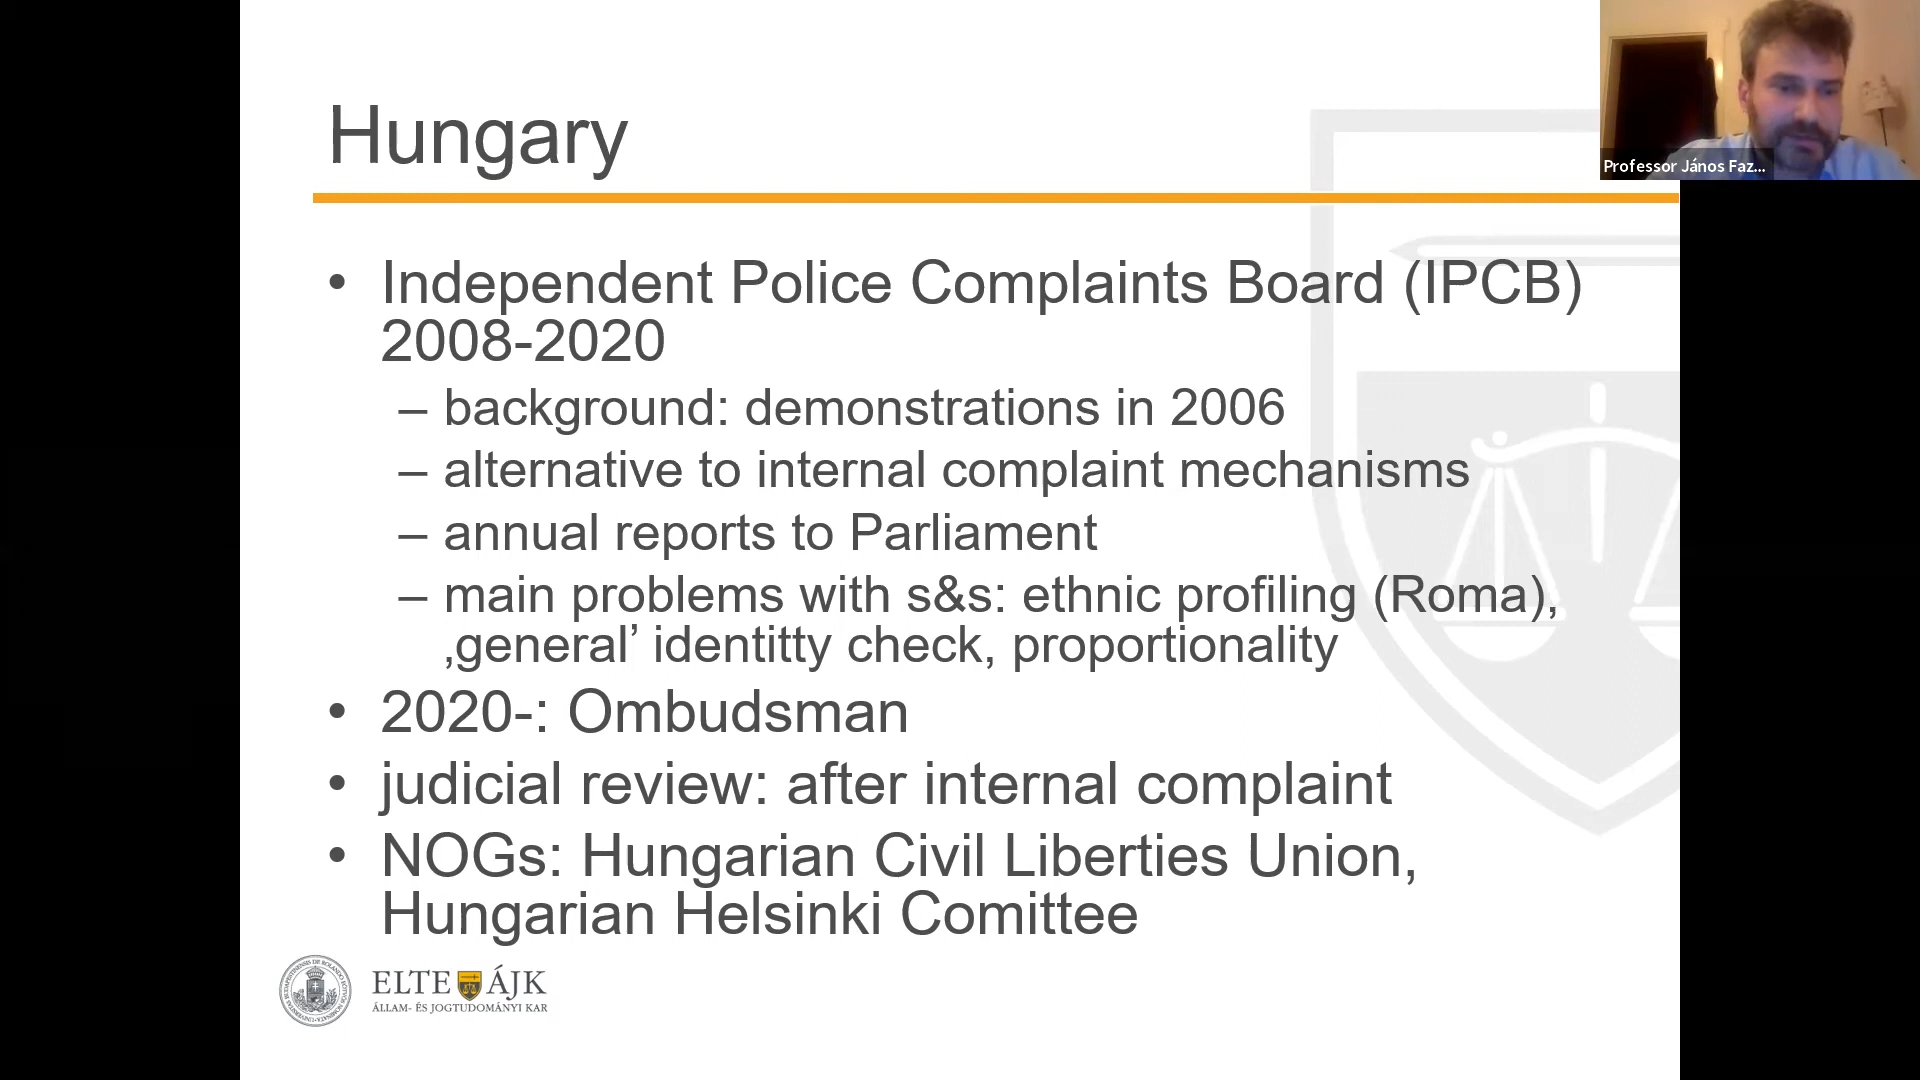 Hungary
Professor János Faz...
• Independent Police Complaints Board (IPCB)
2008-2020
– background: demonstrations in 2006
– alternative to internal complaint mechanisms
– annual reports to Parliament
– main problems with s&s: ethnic profiling (Roma),
‚general’ identitty check, proportionality
• 2020-: Ombudsman
• judicial review: after internal complaint
• NOGs: Hungarian Civil Liberties Union,
Hungarian Helsinki Comittee
ELTE ÁJK
ÁLLAM- ÉS JOGTUDOMÁNYI KAR